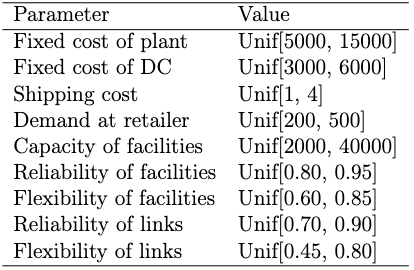 Parameter Value
Fixed cost of plant Unif[5000, 15000]
Fixed cost of DC Unif[3000, 6000]
Shipping cost Unif[1, 4]
Demand at retailer Unif[200, 500]
Capacity of facilities Unif[2000, 40000]
Reliability of facilities Unif[0.80, 0.95]
Flexibility of facilities Unif[0.60, 0.85]
Reliability of links Unif[0.70, 0.90]
Flexibility of links Unif[0.45, 0.80]